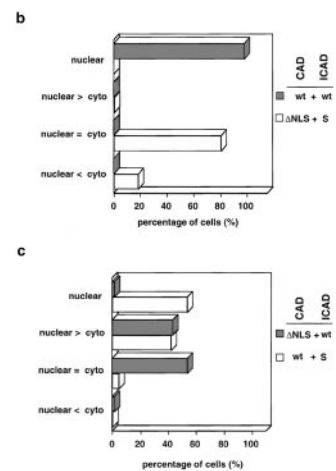 b
CAD
ICAD
nuclear
nuclear > cyto
nuclear = cyto
nuclear < cyto
wt + wt
ΔNLS + S
0 20 40 60 80 100
percentage of cells (%)
c
CAD
ICAD
nuclear
nuclear > cyto
nuclear = cyto
nuclear < cyto
ΔNLS + wt
wt + S
0 20 40 60 80 100
percentage of cells (%)